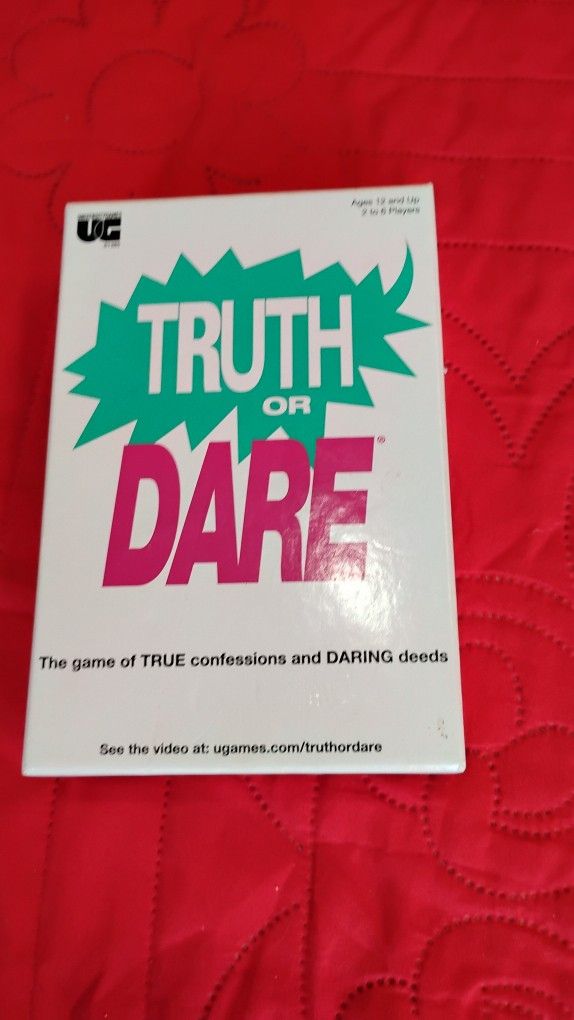 UG
Ages 12 and Up
2 to 6 Players
TRUTH
OR
DARE®
The game of TRUE confessions and DARING deeds
See the video at: ugames.com/truthordare